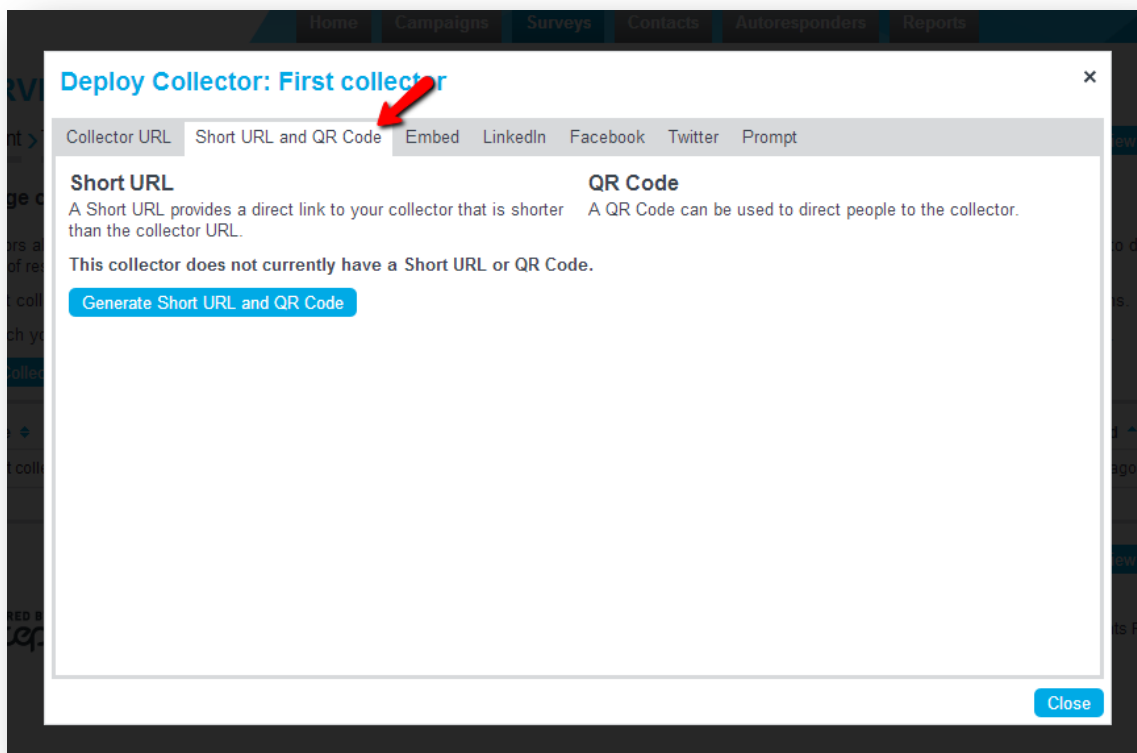 Home Campaigns Surveys Contacts Autoresponders Reports
Deploy Collector: First collector ×
Collector URL Short URL and QR Code Embed LinkedIn Facebook Twitter Prompt
Short URL
A Short URL provides a direct link to your collector that is shorter
than the collector URL.
QR Code
A QR Code can be used to direct people to the collector.
This collector does not currently have a Short URL or QR Code.
Generate Short URL and QR Code
Close